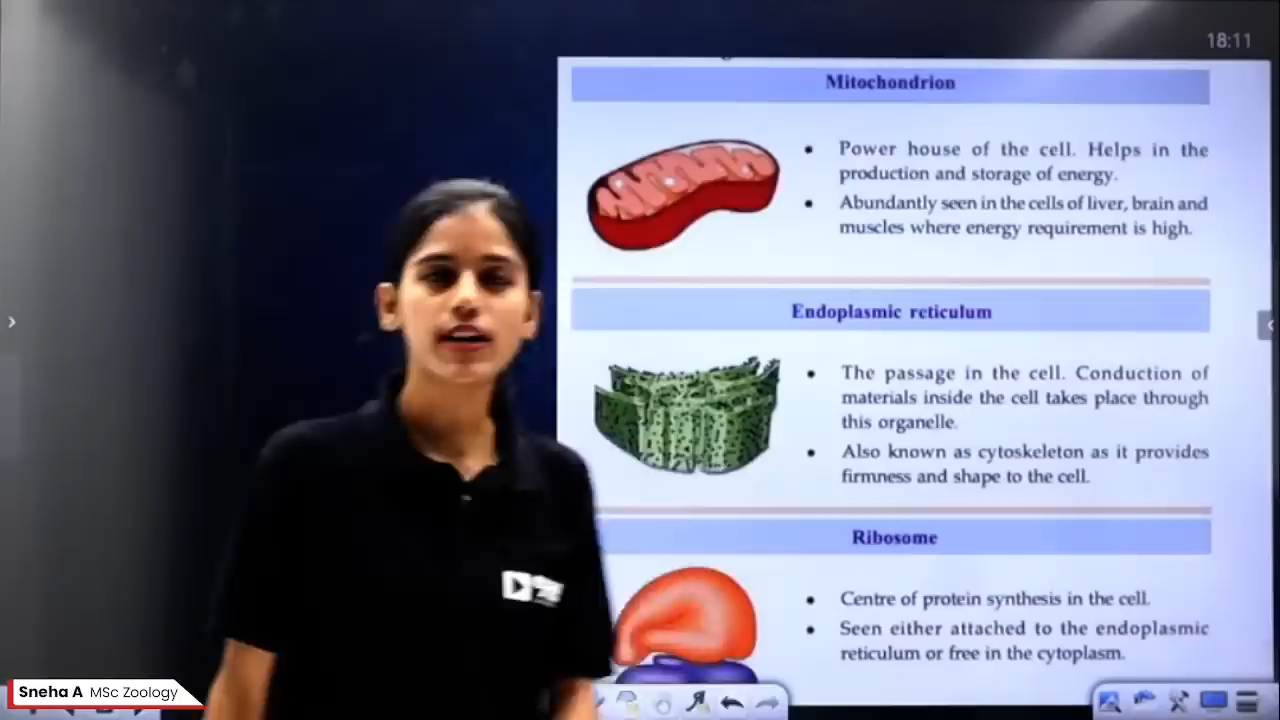 18:11
Mitochondrion
• Power house of the cell. Helps in the
production and storage of energy.
• Abundantly seen in the cells of liver, brain and
muscles where energy requirement is high.
Endoplasmic reticulum
• The passage in the cell. Conduction of
materials inside the cell takes place through
this organelle.
• Also known as cytoskeleton as it provides
firmness and shape to the cell.
Ribosome
• Centre of protein synthesis in the cell.
• Seen either attached to the endoplasmic
reticulum or free in the cytoplasm.
Sneha A MSc Zoology